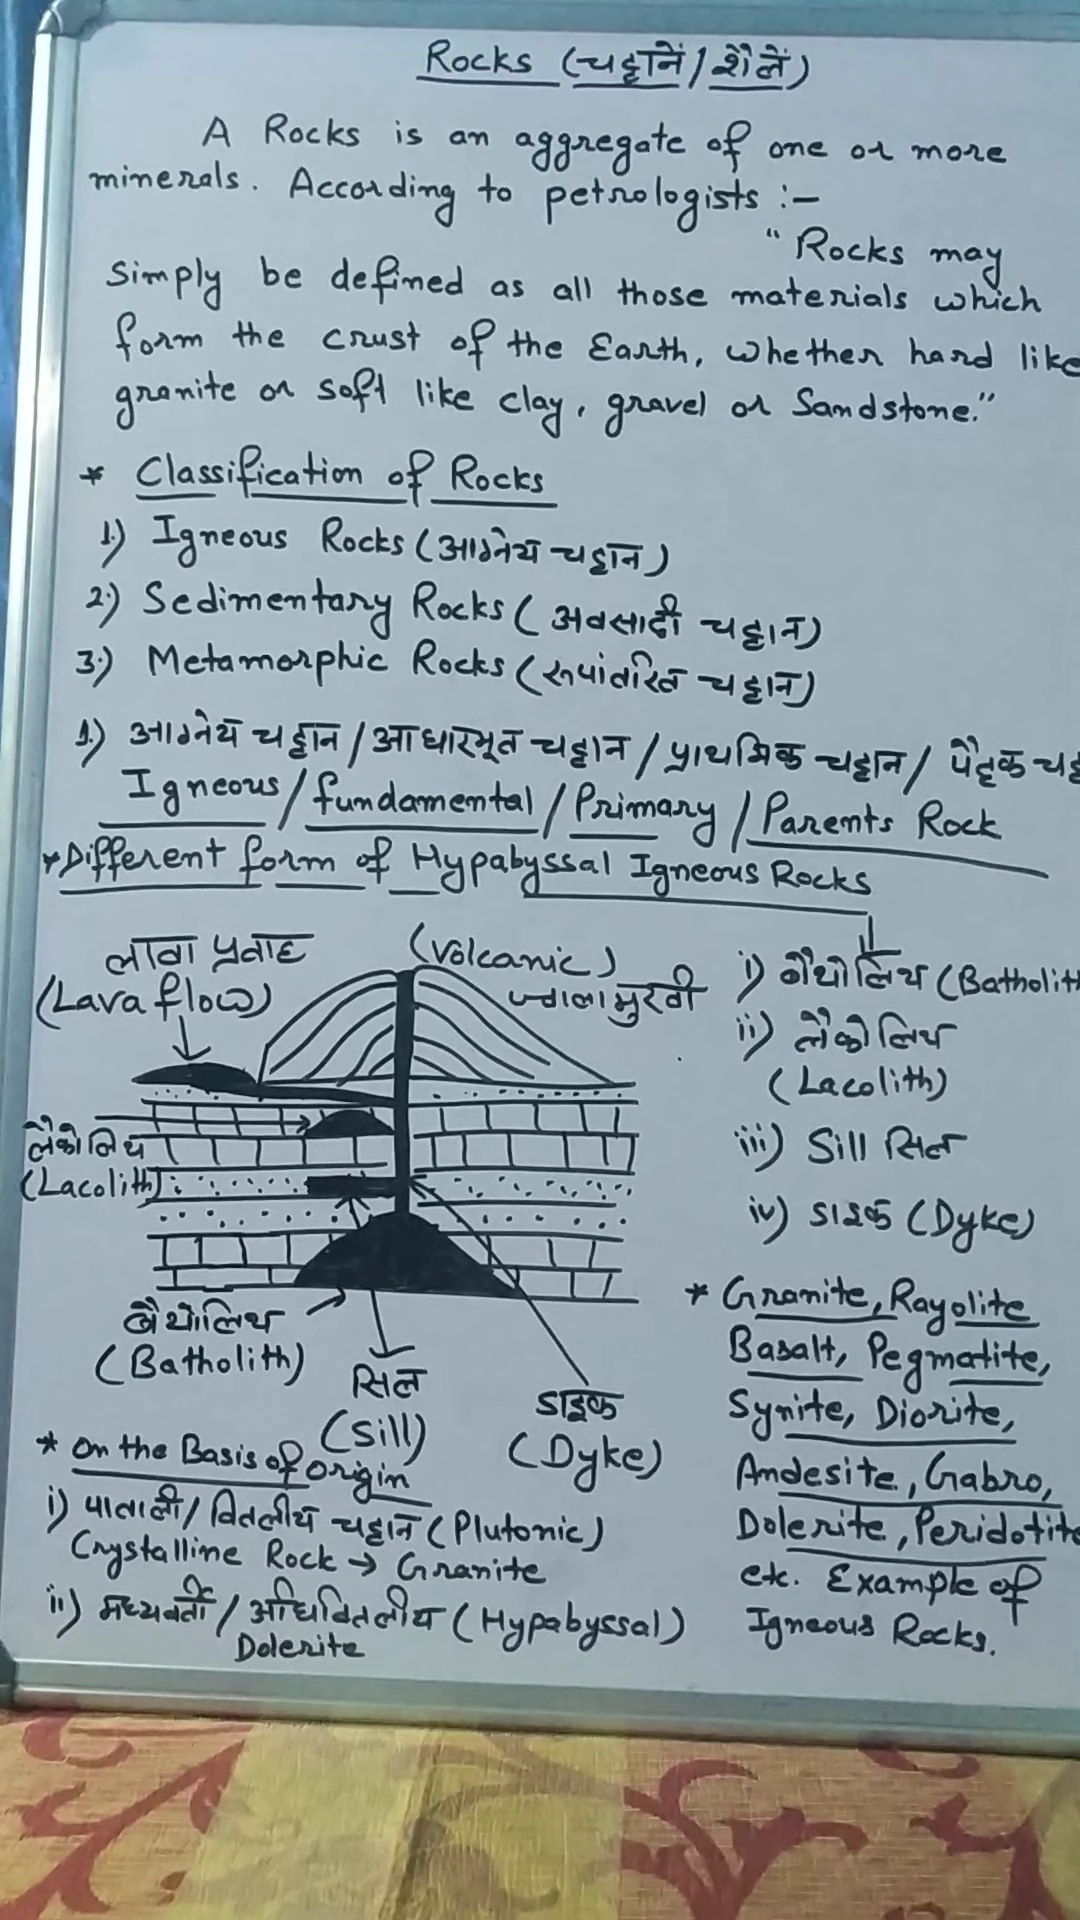 Rocks (चट्टानें/शैलें)
A Rocks is an aggregate of one or more
minerals. According to petrologists :-
"Rocks may
Simply be defined as all those materials which
form the crust of the Earth, whether hard like
granite or soft like clay, gravel or Sandstone."
* Classification of Rocks
1.) Igneous Rocks (आग्नेय चट्टान)
2.) Sedimentary Rocks (अवसादी चट्टान)
3.) Metamorphic Rocks (रूपांतरित चट्टान)
1.) आग्नेय चट्टान / आधारभूत चट्टान / प्राथमिक चट्टान / पैतृक
Igneous / fundamental / Primary / Parents Rock
* Different form of Hypabyssal Igneous Rocks
लावा प्रवाह
(Lava flow)
(Volcanic)
ज्वालामुखी
i) बैथोलिथ (Batholith
ii) लैकोलिथ
(Lacolith)
iii) Sill सिल
iv) डाइक (Dyke)
लैकोलिथ
(Lacolith)
बैथोलिथ
(Batholith)
सिल
(Sill)
डाइक
(Dyke)
* Granite, Rayolite
Basalt, Pegmatite,
Synite, Diorite,
Andesite, Gabro,
Dolerite, Peridotite
etc. Example of
Igneous Rocks.
* On the Basis of Origin
i) पाताली/वितलीय चट्टान (Plutonic)
Crystalline Rock → Granite
ii) मध्यवर्ती / अधिवितलीय (Hypabyssal)
Dolerite